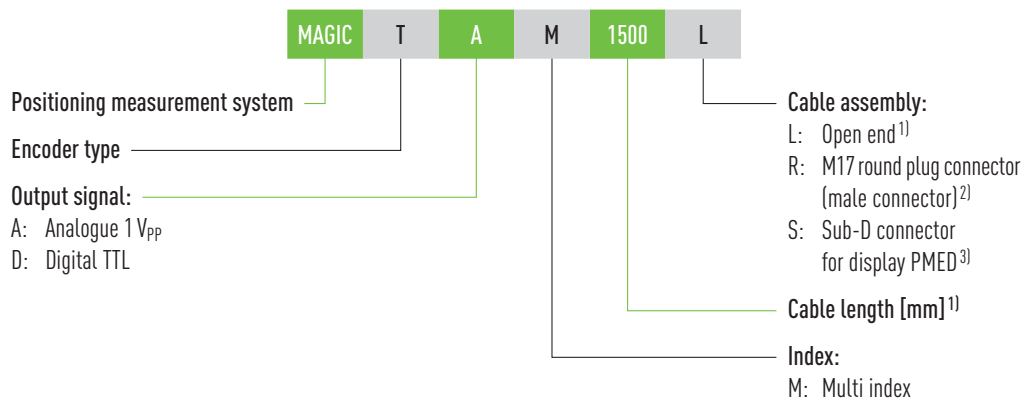 MAGIC T A M 1500 L
Positioning measurement system
Encoder type
Output signal:
A: Analogue 1 VPP
D: Digital TTL
Cable assembly:
L: Open end 1)
R: M17 round plug connector
(male connector) 2)
S: Sub-D connector
for display PMED 3)
Cable length [mm] 1)
Index:
M: Multi index